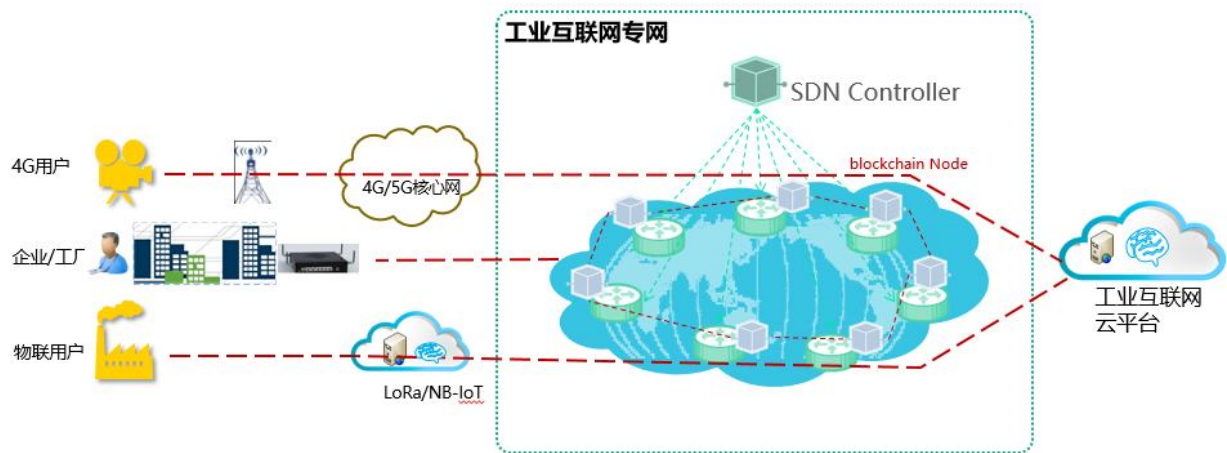 工业互联网专网
SDN Controller
blockchain Node
4G用户
4G/5G核心网
企业/工厂
工业互联网
云平台
物联用户
LoRa/NB-IoT